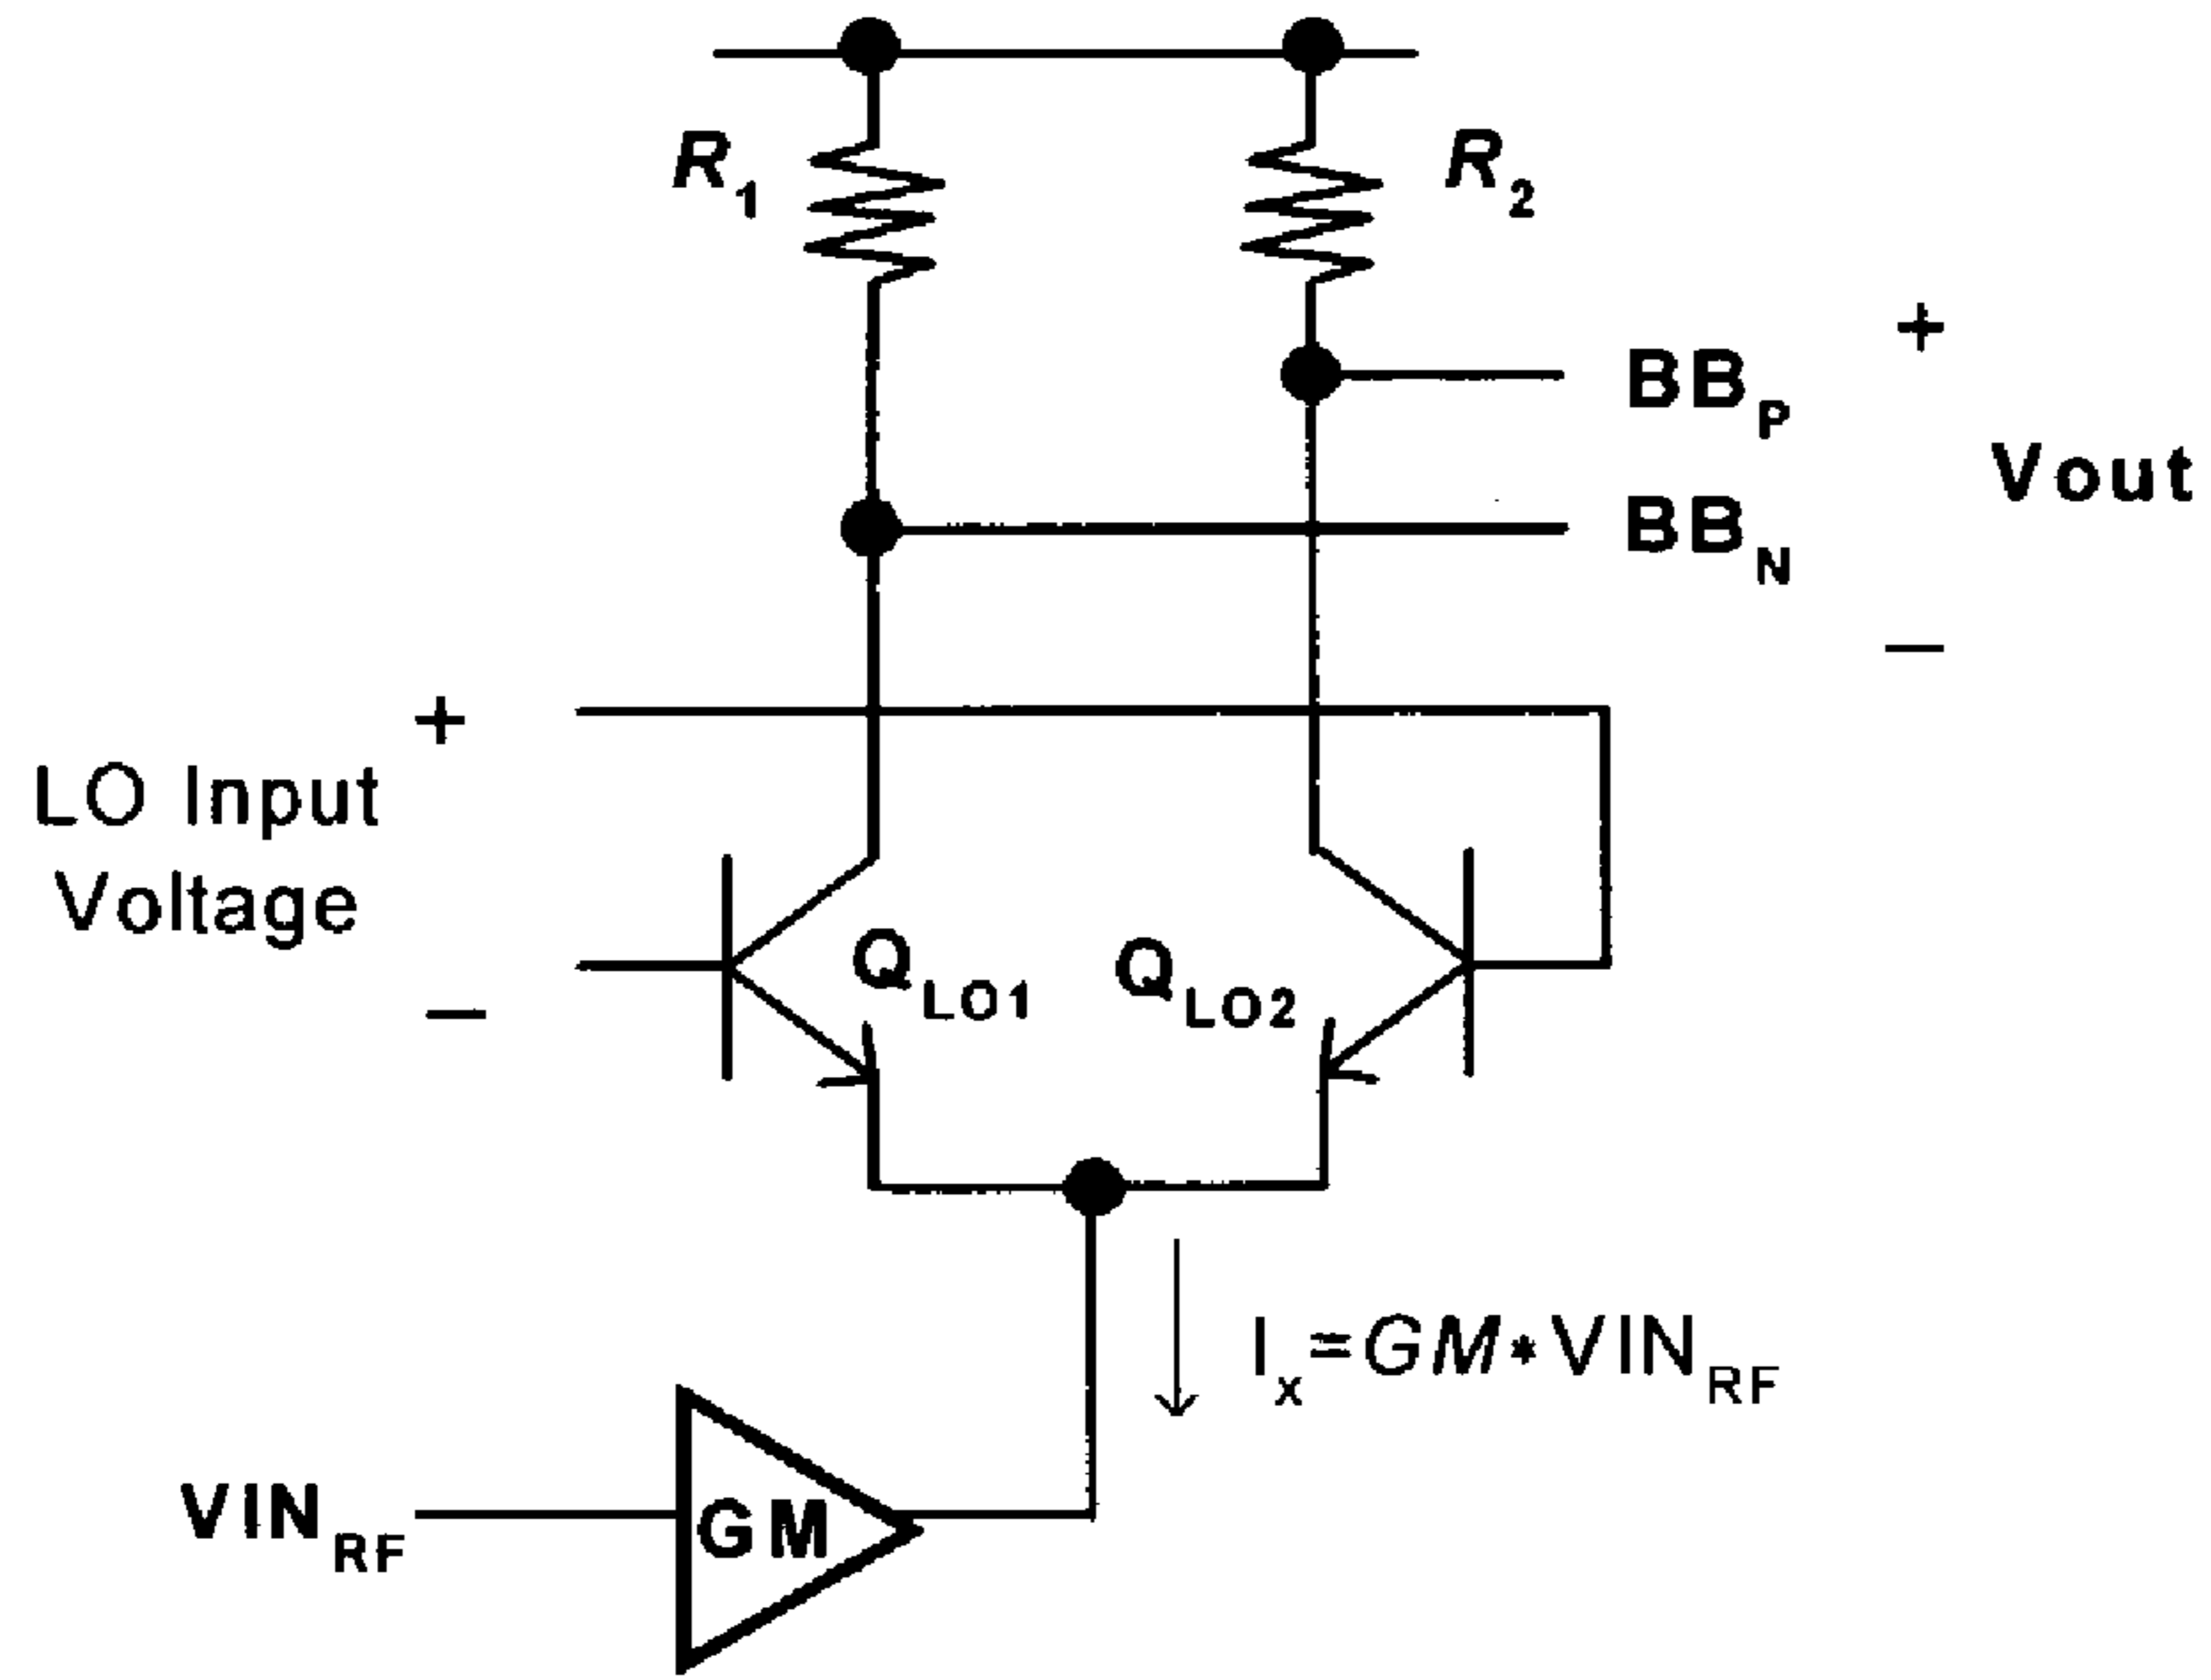 R1
R2
+
BBP
Vout
BBN
−
+
LO Input
Voltage
−
QLO1
QLO2
Ix=GM*VINRF
VINRF
GM